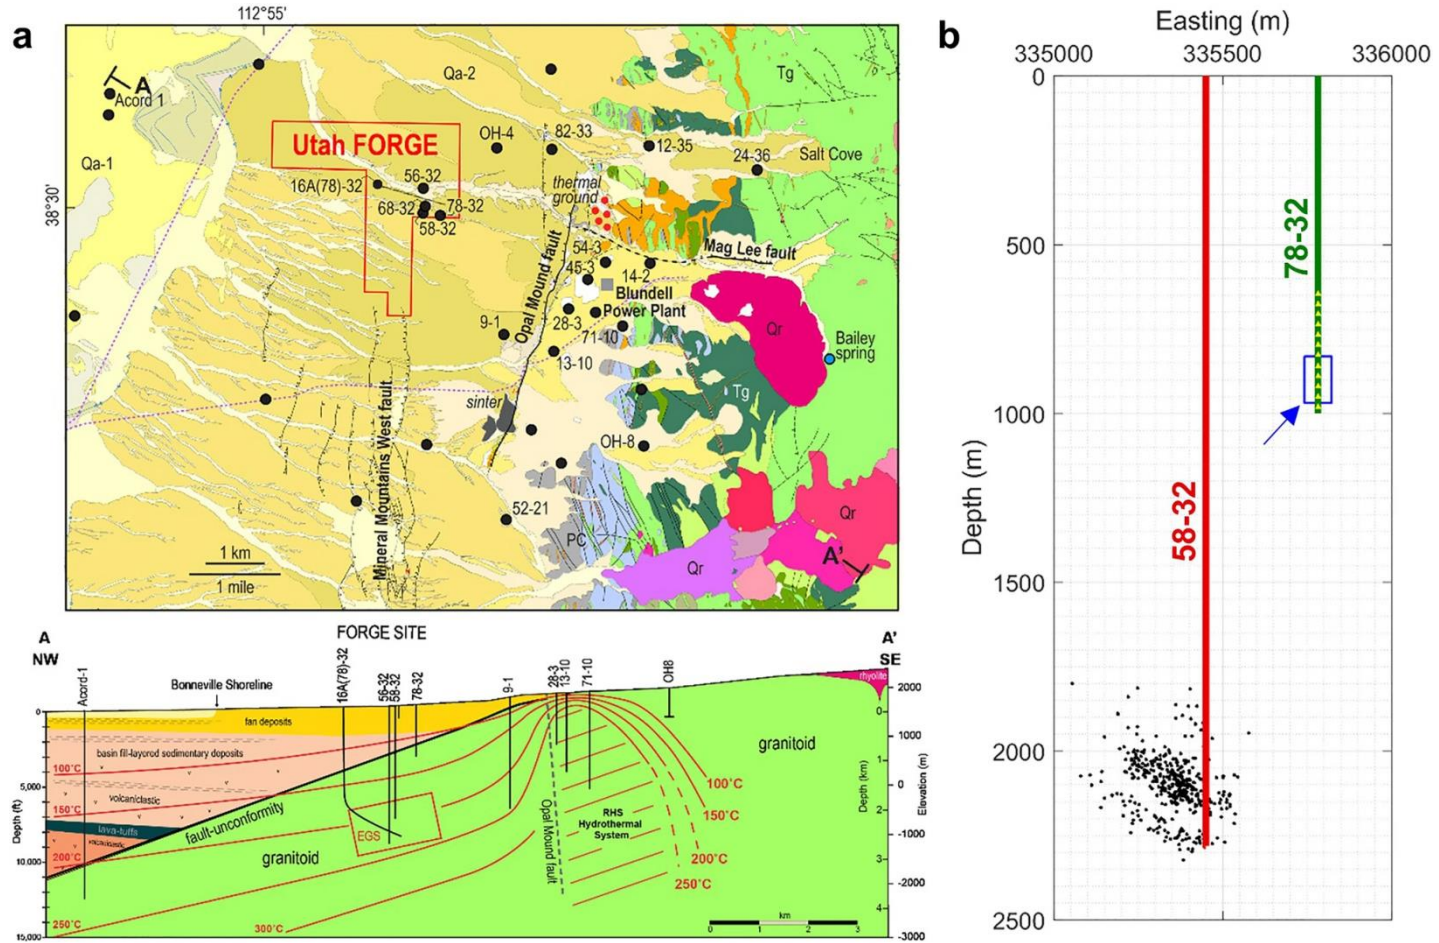 a
112°55'
38°30'
A
Acord 1
Qa-1
Qa-2
Tg
Utah FORGE
OH-4
82-33
12-35
24-36
Salt Cove
16A(78)-32
56-32
68-32
78-32
58-32
thermal
ground
54-3
45-3
14-2
Mag Lee fault
Opal Mound fault
Blundell
Power Plant
28-3
9-1
71-10
13-10
Qr
Bailey
spring
Tg
sinter
OH-8
Mineral Mountains West fault
52-21
PC
Qr
Qr
A'
1 km
1 mile
FORGE SITE
A
NW
A'
SE
Acord-1
Bonneville Shoreline
16A(78)-32
56-32
58-32
78-32
9-1
28-3
13-10
71-10
OH8
rhyolite
fan deposits
basin fill-layered sedimentary deposits
100°C
volcaniclastic
150°C
lava-tuffs
volcaniclastic
200°C
fault-unconformity
granitoid
EGS
Opal Mound fault
RHS
Hydrothermal
System
granitoid
100°C
150°C
200°C
250°C
250°C
300°C
Depth (ft)
0
5,000
10,000
15,000
Depth (km)
0
1
2
3
4
Elevation (m)
2000
1000
0
-1000
-2000
-3000
km
0 1 2 3
b
Easting (m)
335000 335500 336000
Depth (m)
0
500
1000
1500
2000
2500
78-32
58-32